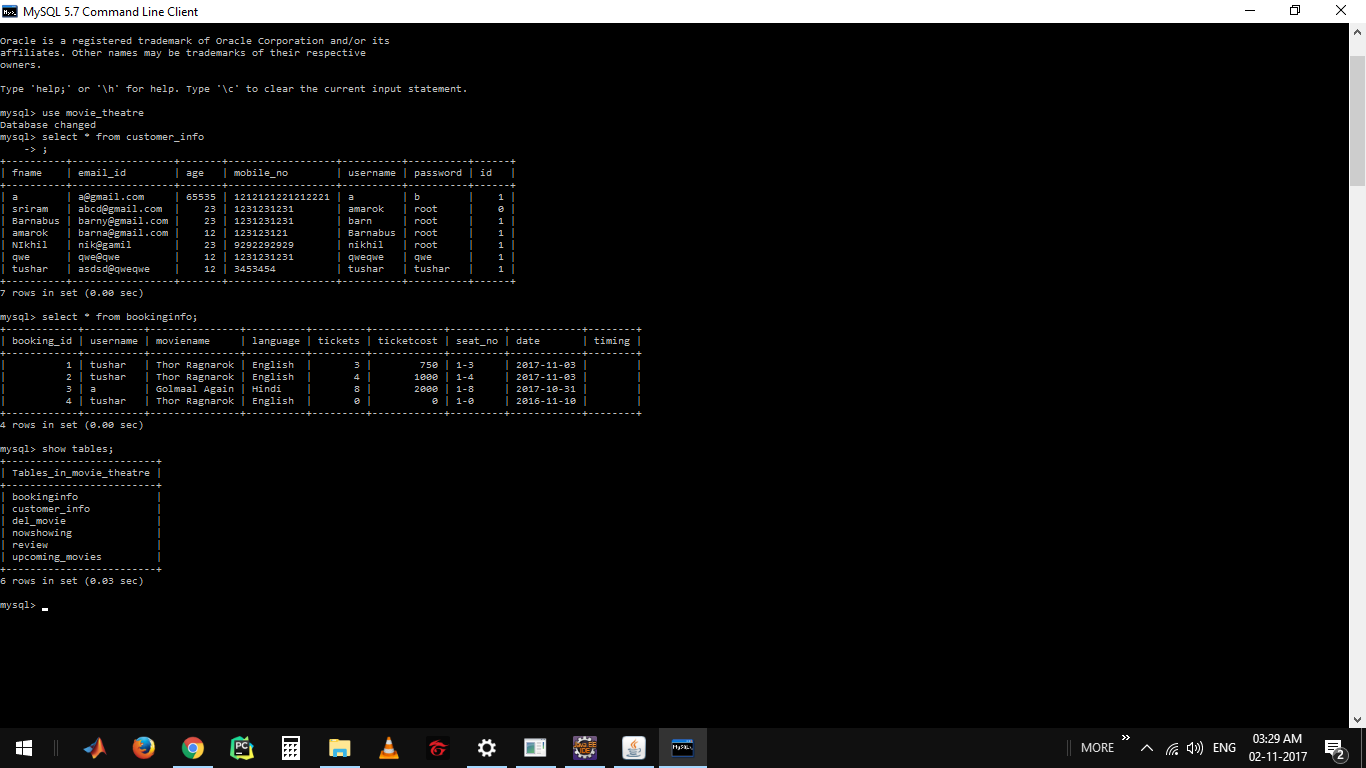 MySQL 5.7 Command Line Client
Oracle is a registered trademark of Oracle Corporation and/or its
affiliates. Other names may be trademarks of their respective
owners.
Type 'help;' or '\h' for help. Type '\c' to clear the current input statement.
mysql> use movie_theatre
Database changed
mysql> select * from customer_info
    -> ;
+----------+----------------+-------+------------------+----------+----------+------+
| fname    | email_id       | age   | mobile_no        | username | password | id   |
+----------+----------------+-------+------------------+----------+----------+------+
| a        | a@gmail.com    | 65535 | 1212121221212221 | a        | b        |    1 |
| sriram   | abcd@gmail.com |    23 | 1231231231       | amarok   | root     |    0 |
| Barnabus | barny@gmail.com |    23 | 1231231231       | barn     | root     |    1 |
| amarok   | barna@gmail.com |    12 | 123123121        | Barnabus | root     |    1 |
| NIkhil   | nik@gamil      |    23 | 9292292929       | nikhil   | root     |    1 |
| qwe      | qwe@qwe        |    12 | 1231231231       | qweqwe   | qwe      |    1 |
| tushar   | asdsd@qweqwe   |    12 | 3453454          | tushar   | tushar   |    1 |
+----------+----------------+-------+------------------+----------+----------+------+
7 rows in set (0.00 sec)
mysql> select * from bookinginfo;
+------------+----------+---------------+----------+---------+------------+---------+------------+--------+
| booking_id | username | moviename     | language | tickets | ticketcost | seat_no | date       | timing |
+------------+----------+---------------+----------+---------+------------+---------+------------+--------+
|          1 | tushar   | Thor Ragnarok | English  |       3 |        750 | 1-3     | 2017-11-03 |        |
|          2 | tushar   | Thor Ragnarok | English  |       4 |       1000 | 1-4     | 2017-11-03 |        |
|          3 | a        | Golmaal Again | Hindi    |       8 |       2000 | 1-8     | 2017-10-31 |        |
|          4 | tushar   | Thor Ragnarok | English  |       0 |          0 | 1-0     | 2016-11-10 |        |
+------------+----------+---------------+----------+---------+------------+---------+------------+--------+
4 rows in set (0.00 sec)
mysql> show tables;
+-------------------------+
| Tables_in_movie_theatre |
+-------------------------+
| bookinginfo             |
| customer_info           |
| del_movie               |
| nowshowing              |
| review                  |
| upcoming_movies         |
+-------------------------+
6 rows in set (0.03 sec)
mysql> _
MORE » ENG 03:29 AM
02-11-2017 2